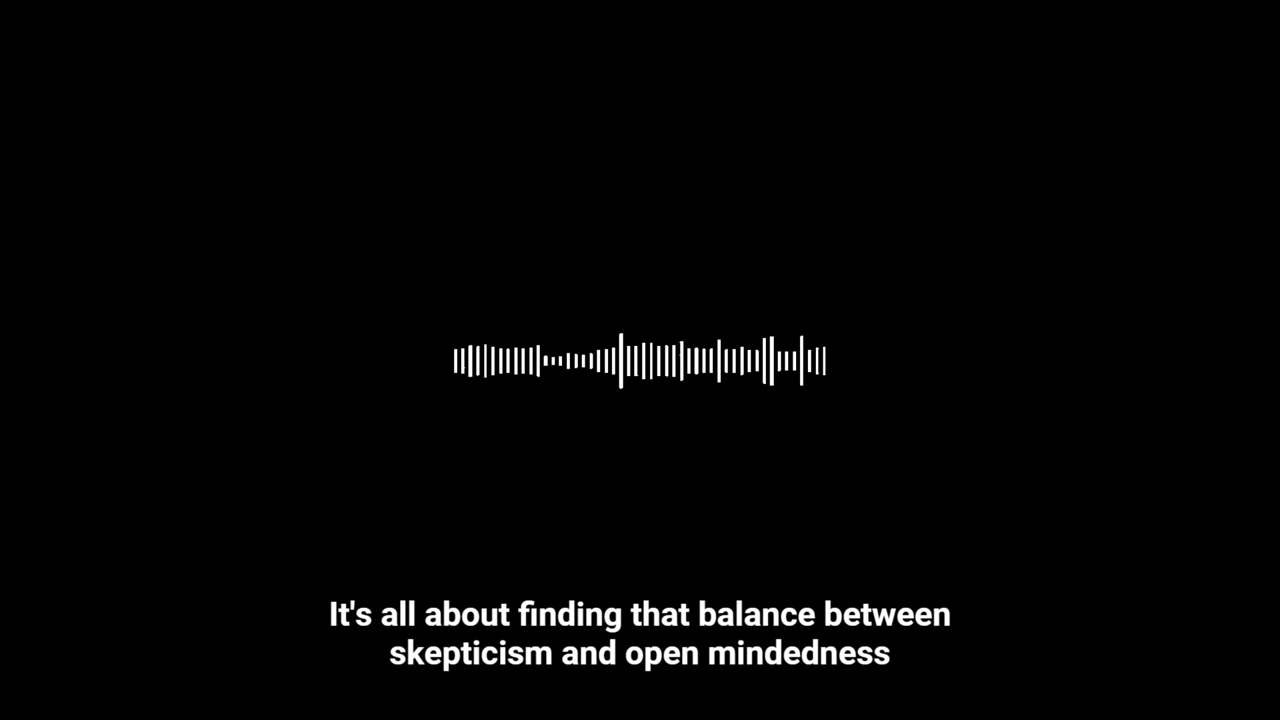 It's all about finding that balance between
skepticism and open mindedness